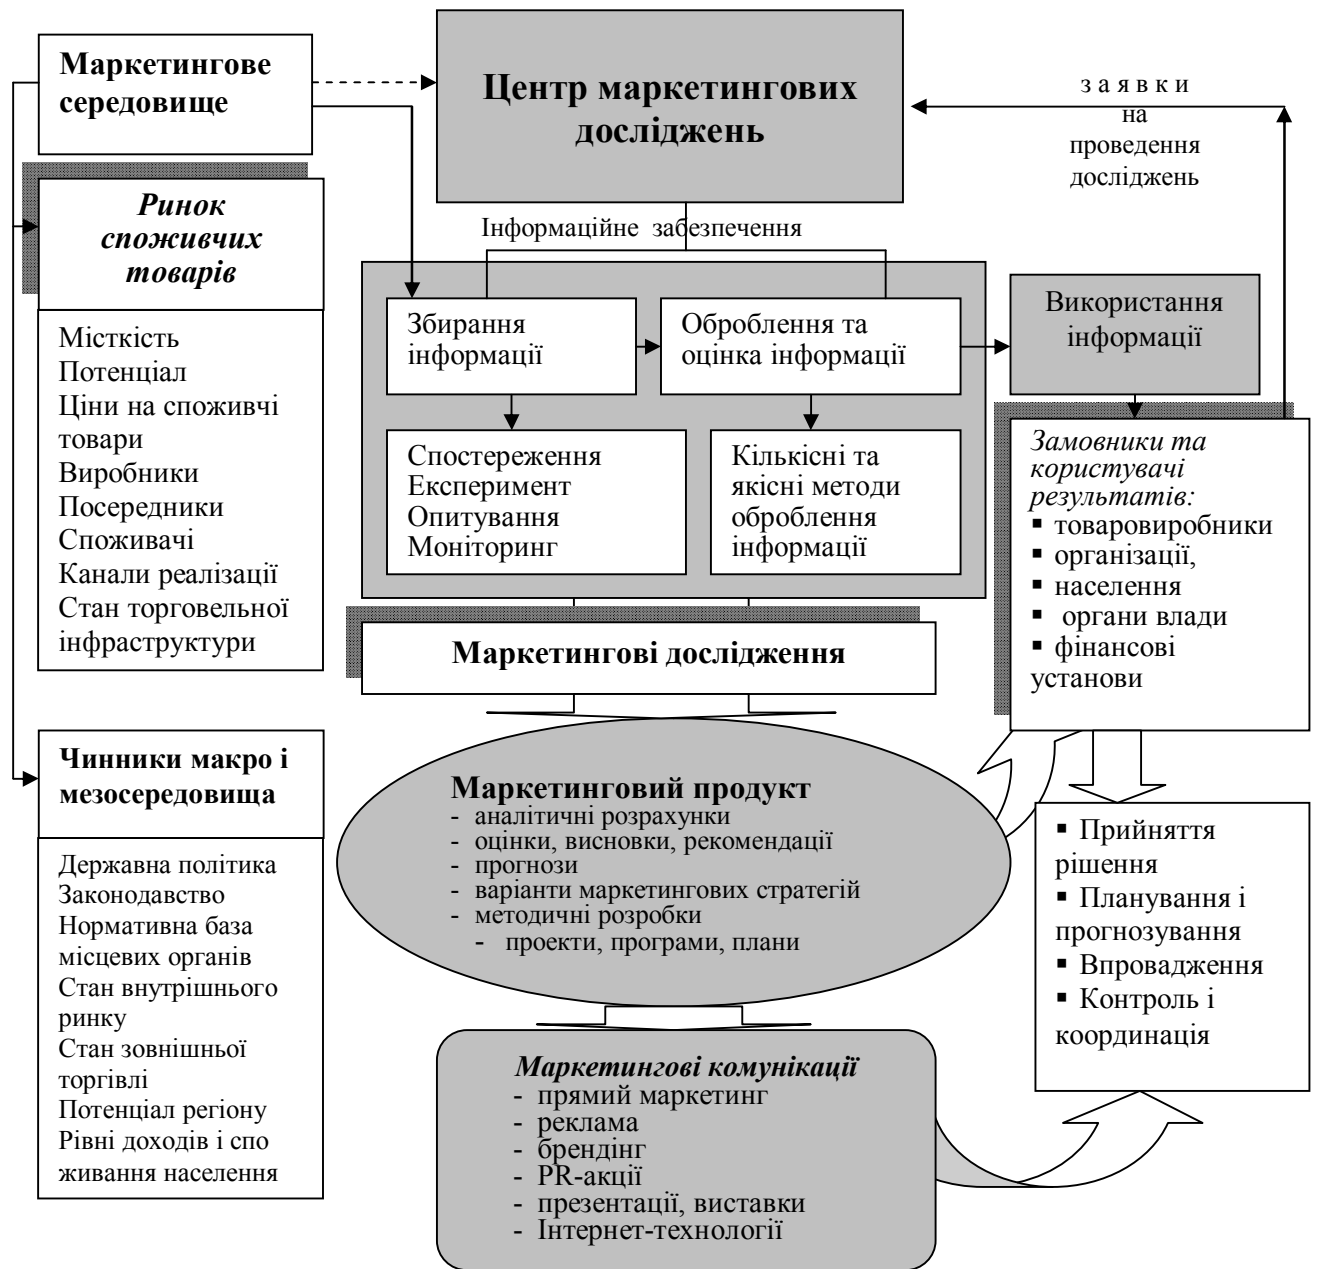 Маркетингове
середовище
Центр маркетингових
досліджень
з а я в к и
на
проведення
досліджень
Ринок
споживчих
товарів
Місткість
Потенціал
Ціни на споживчі
товари
Виробники
Посередники
Споживачі
Канали реалізації
Стан торговельної
інфраструктури
Чинники макро і
мезосередовища
Державна політика
Законодавство
Нормативна база
місцевих органів
Стан внутрішнього
ринку
Стан зовнішньої
торгівлі
Потенціал регіону
Рівні доходів і спо
живання населення
Інформаційне забезпечення
Збирання
інформації
Оброблення та
оцінка інформації
Використання
інформації
Спостереження
Експеримент
Опитування
Моніторинг
Кількісні та
якісні методи
оброблення
інформації
Замовники та
користувачі
результатів:
▪ товаровиробники
▪ організації,
▪ населення
▪ органи влади
▪ фінансові
установи
Маркетингові дослідження
Маркетинговий продукт
- аналітичні розрахунки
- оцінки, висновки, рекомендації
- прогнози
- варіанти маркетингових стратегій
- методичні розробки
- проекти, програми, плани
▪ Прийняття
рішення
▪ Планування і
прогнозування
▪ Впровадження
▪ Контроль і
координація
Маркетингові комунікації
- прямий маркетинг
- реклама
- брендінг
- PR-акції
- презентації, виставки
- Інтернет-технології